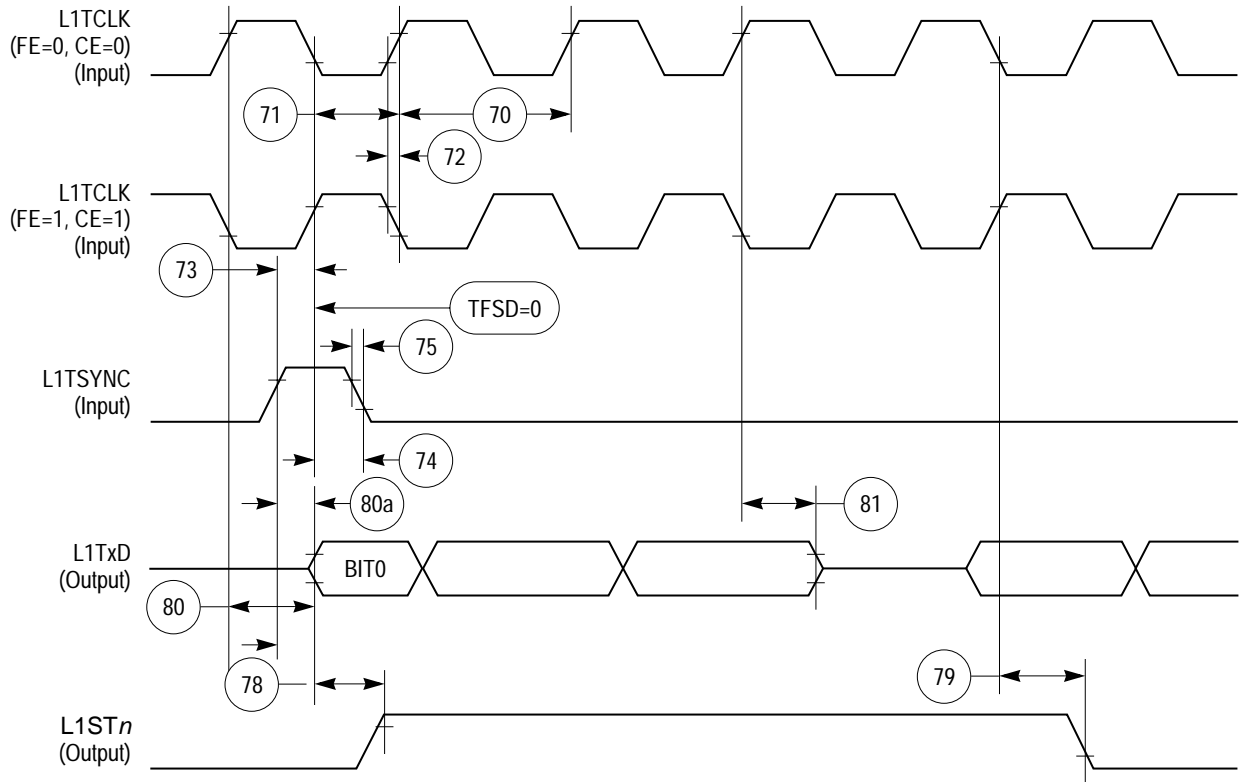 L1TCLK
(FE=0, CE=0)
(Input)
71
70
72
L1TCLK
(FE=1, CE=1)
(Input)
73
TFSD=0
75
L1TSYNC
(Input)
74
80a
81
L1TxD
(Output)
BIT0
80
78
79
L1STn
(Output)